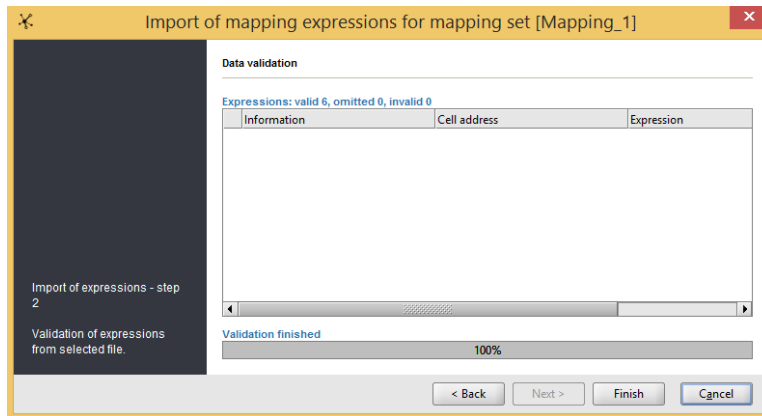 Import of mapping expressions for mapping set [Mapping_1]
Data validation
Expressions: valid 6, omitted 0, invalid 0
Information Cell address Expression
Import of expressions - step
2
Validation of expressions
from selected file.
Validation finished
100%
< Back Next > Finish Cancel